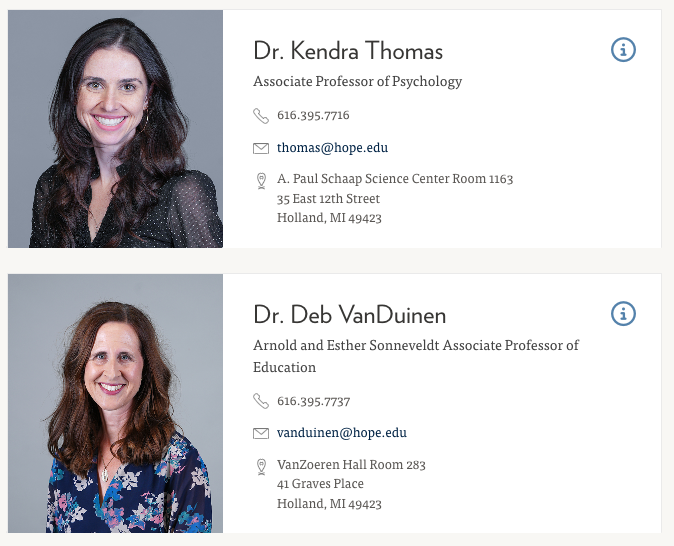 Dr. Kendra Thomas
Associate Professor of Psychology
616.395.7716
thomas@hope.edu
A. Paul Schaap Science Center Room 1163
35 East 12th Street
Holland, MI 49423
Dr. Deb VanDuinen
Arnold and Esther Sonneveldt Associate Professor of
Education
616.395.7737
vanduinen@hope.edu
VanZoeren Hall Room 283
41 Graves Place
Holland, MI 49423